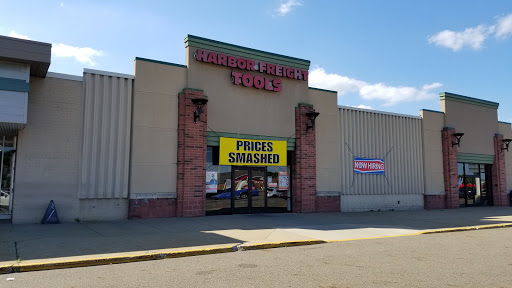 HARBOR FREIGHT
TOOLS
PRICES
SMASHED
NOW HIRING